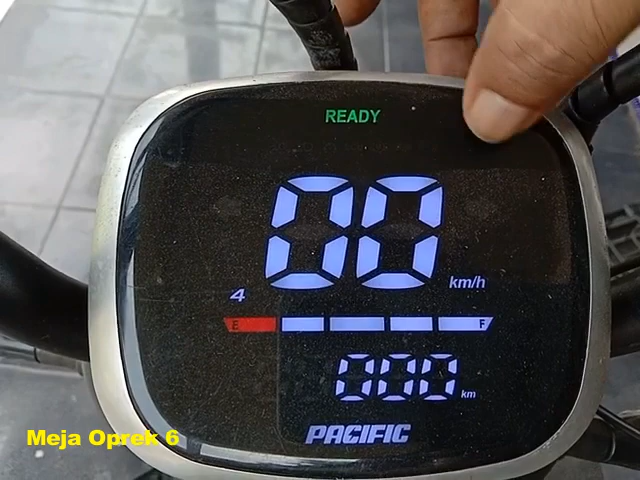 READY
00 km/h
4
E F
000 km
PACIFIC
Meja Oprek 6